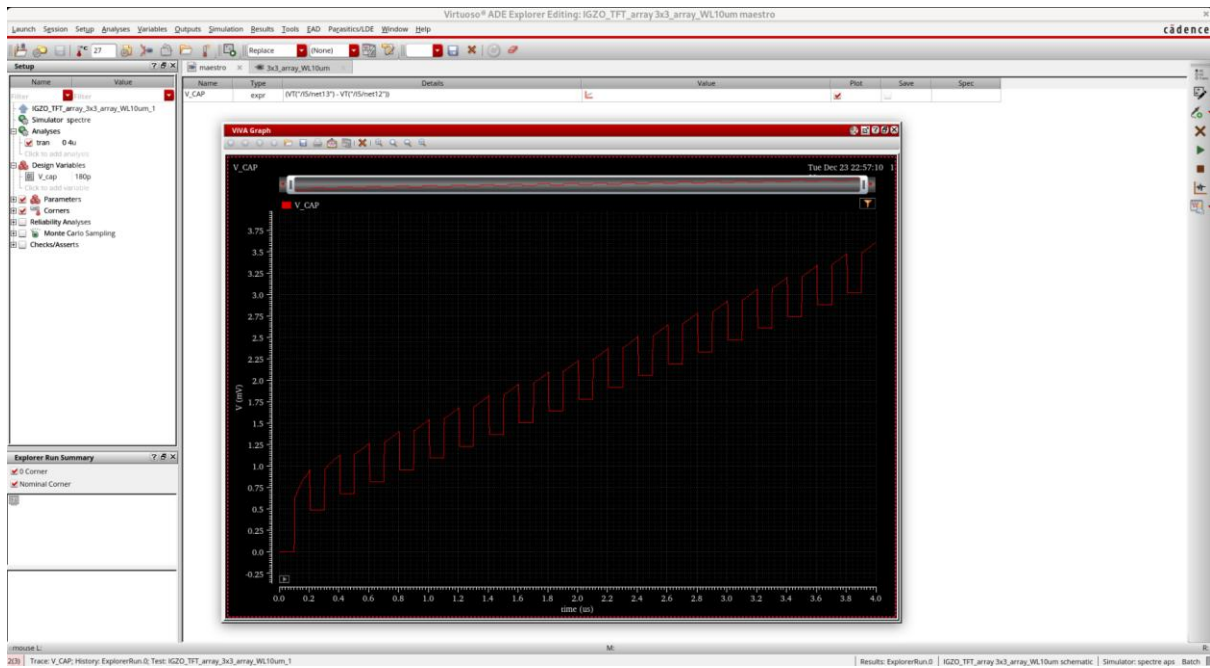 Virtuoso® ADE Explorer Editing: IGZO_TFT_array 3x3_array_WL10um maestro
Launch Session Setup Analyses Variables Outputs Simulation Results Tools EAD Parasitics/LDE Window Help
cādence
27
Replace
(None)
Setup
maestro
3x3_array_WL10um
Name Value
Filter Filter
IGZO_TFT_array_3x3_array_WL10um_1
Simulator spectre
Analyses
tran 0 4u
Click to add analysis
Design Variables
V_cap 180p
Click to add variable
Parameters
Corners
Reliability Analyses
Monte Carlo Sampling
Checks/Asserts
Name Type Details Value Plot Save Spec
V_CAP expr (VT("/I5/net13") - VT("/I5/net12"))
ViVA Graph
V_CAP
Tue Dec 23 22:57:10 1
V_CAP
V (mV)
3.75
3.5
3.25
3.0
2.75
2.5
2.25
2.0
1.75
1.5
1.25
1.0
0.75
0.5
0.25
0.0
-0.25
0.0 0.2 0.4 0.6 0.8 1.0 1.2 1.4 1.6 1.8 2.0 2.2 2.4 2.6 2.8 3.0 3.2 3.4 3.6 3.8 4.0
time (us)
Explorer Run Summary
0 Corner
Nominal Corner
mouse L:
M:
R:
2(3) Trace: V_CAP; History: ExplorerRun.0; Test: IGZO_TFT_array_3x3_array_WL10um_1
Results: ExplorerRun.0 IGZO_TFT_array 3x3_array_WL10um schematic Simulator: spectre aps Batch